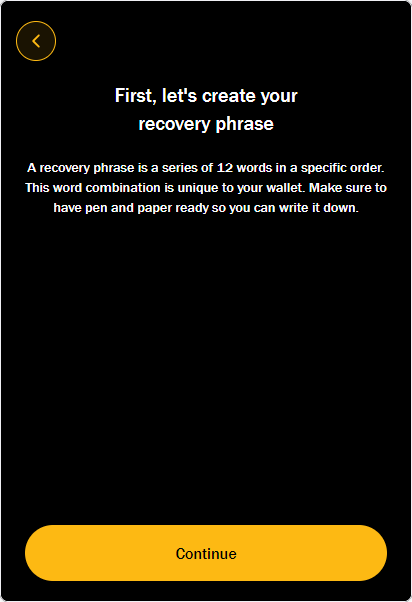 First, let's create your
recovery phrase
A recovery phrase is a series of 12 words in a specific order.
This word combination is unique to your wallet. Make sure to
have pen and paper ready so you can write it down.
Continue